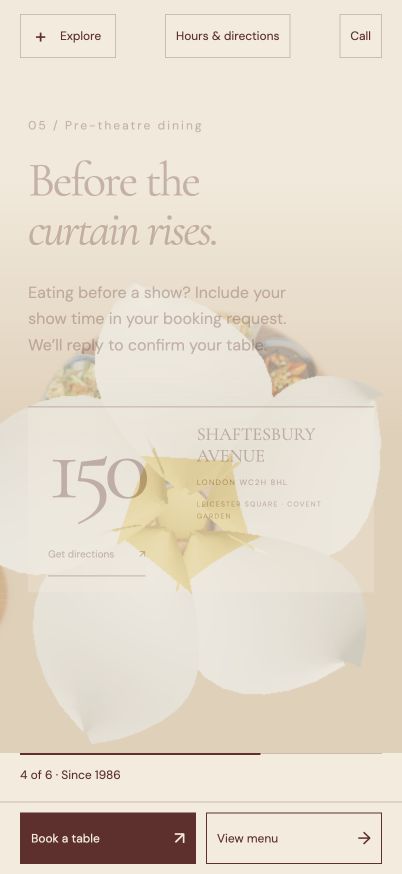 + Explore
Hours & directions
Call
05 / Pre-theatre dining
Before the
curtain rises.
Eating before a show? Include your
show time in your booking request.
We'll reply to confirm your table.
150
SHAFTESBURY
AVENUE
LONDON WC2H 8HL
LEICESTER SQUARE · COVENT
GARDEN
Get directions ↗
4 of 6 · Since 1986
Book a table ↗
View menu →